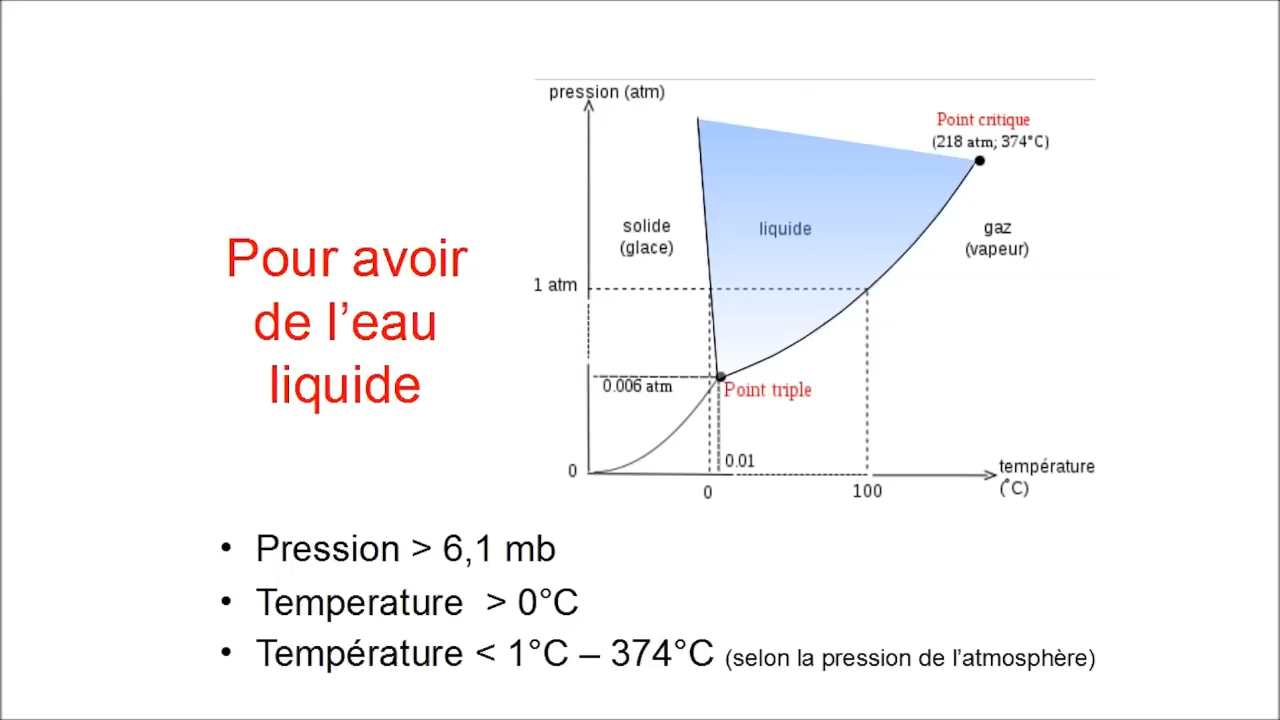 pression (atm)
Point critique
(218 atm; 374°C)
solide
(glace)
liquide
gaz
(vapeur)
Pour avoir
de l’eau
liquide
1 atm
0.006 atm
Point triple
0.01
0
température
(°C)
0
100
• Pression > 6,1 mb
• Temperature > 0°C
• Température < 1°C – 374°C (selon la pression de l’atmosphère)